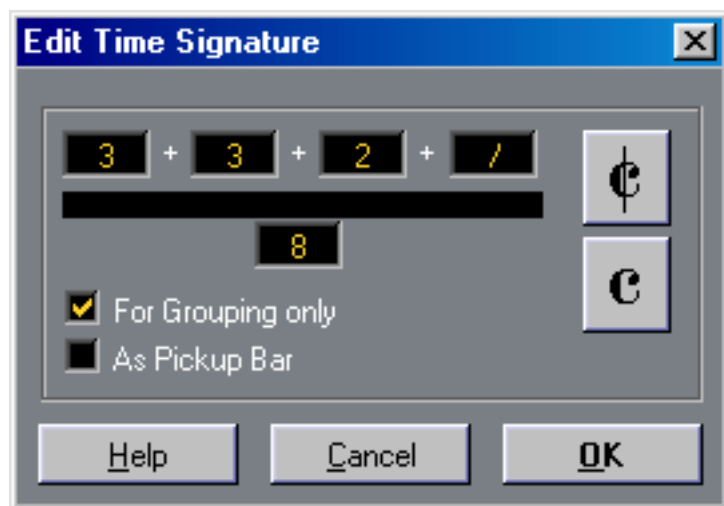 Edit Time Signature
3 + 3 + 2 + /
8
For Grouping only
As Pickup Bar
Help Cancel OK